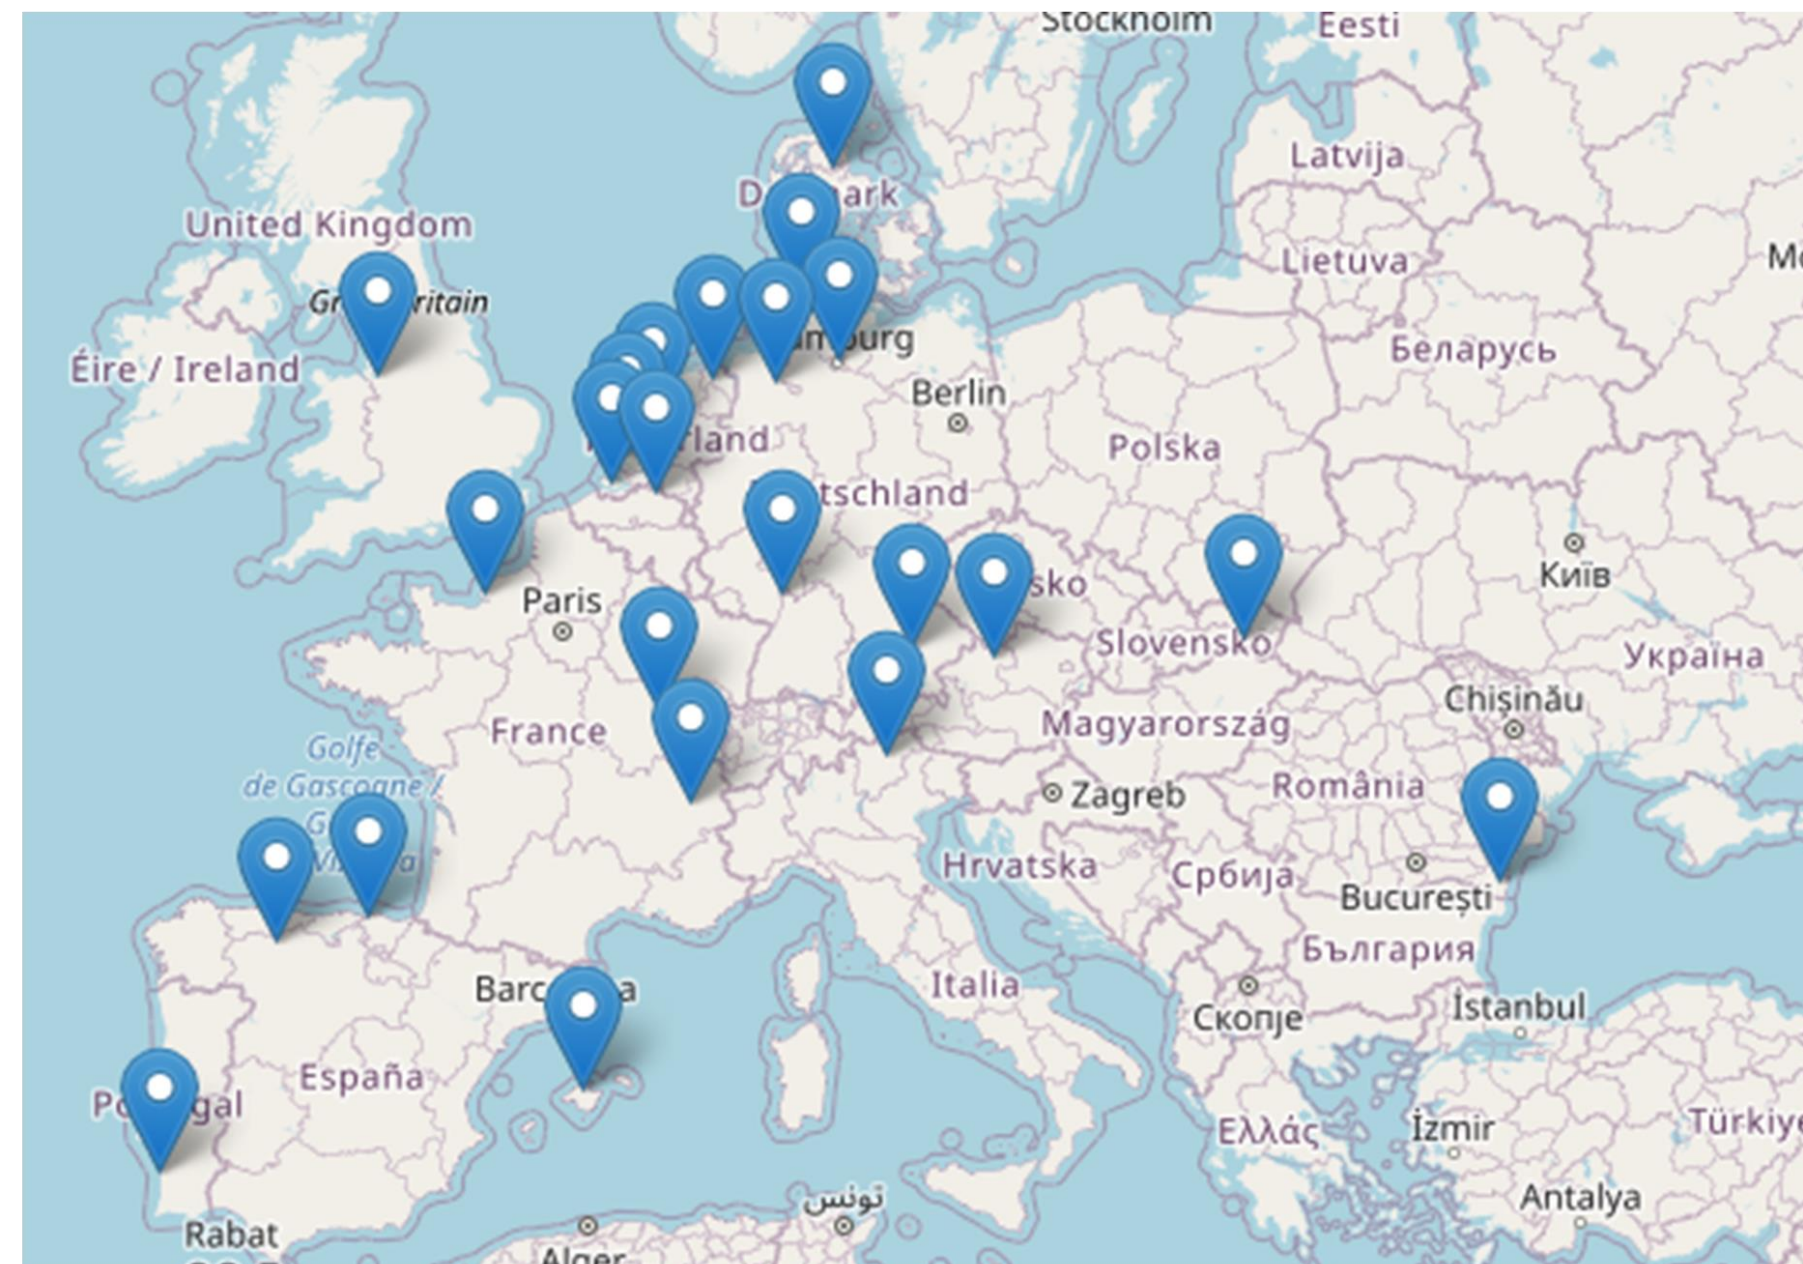 Stockholm
Eesti
Latvija
United Kingdom
Lietuva
Éire / Ireland
Беларусь
Berlin
Polska
Київ
Paris
Slovensko
Україна
Chișinău
France
Magyarország
Golfe
de Gascogne /
România
Zagreb
Hrvatska
Србија
București
България
Italia
İstanbul
Скопје
España
Ελλάς
İzmir
Türkiye
تونس
Antalya
Rabat
Alger